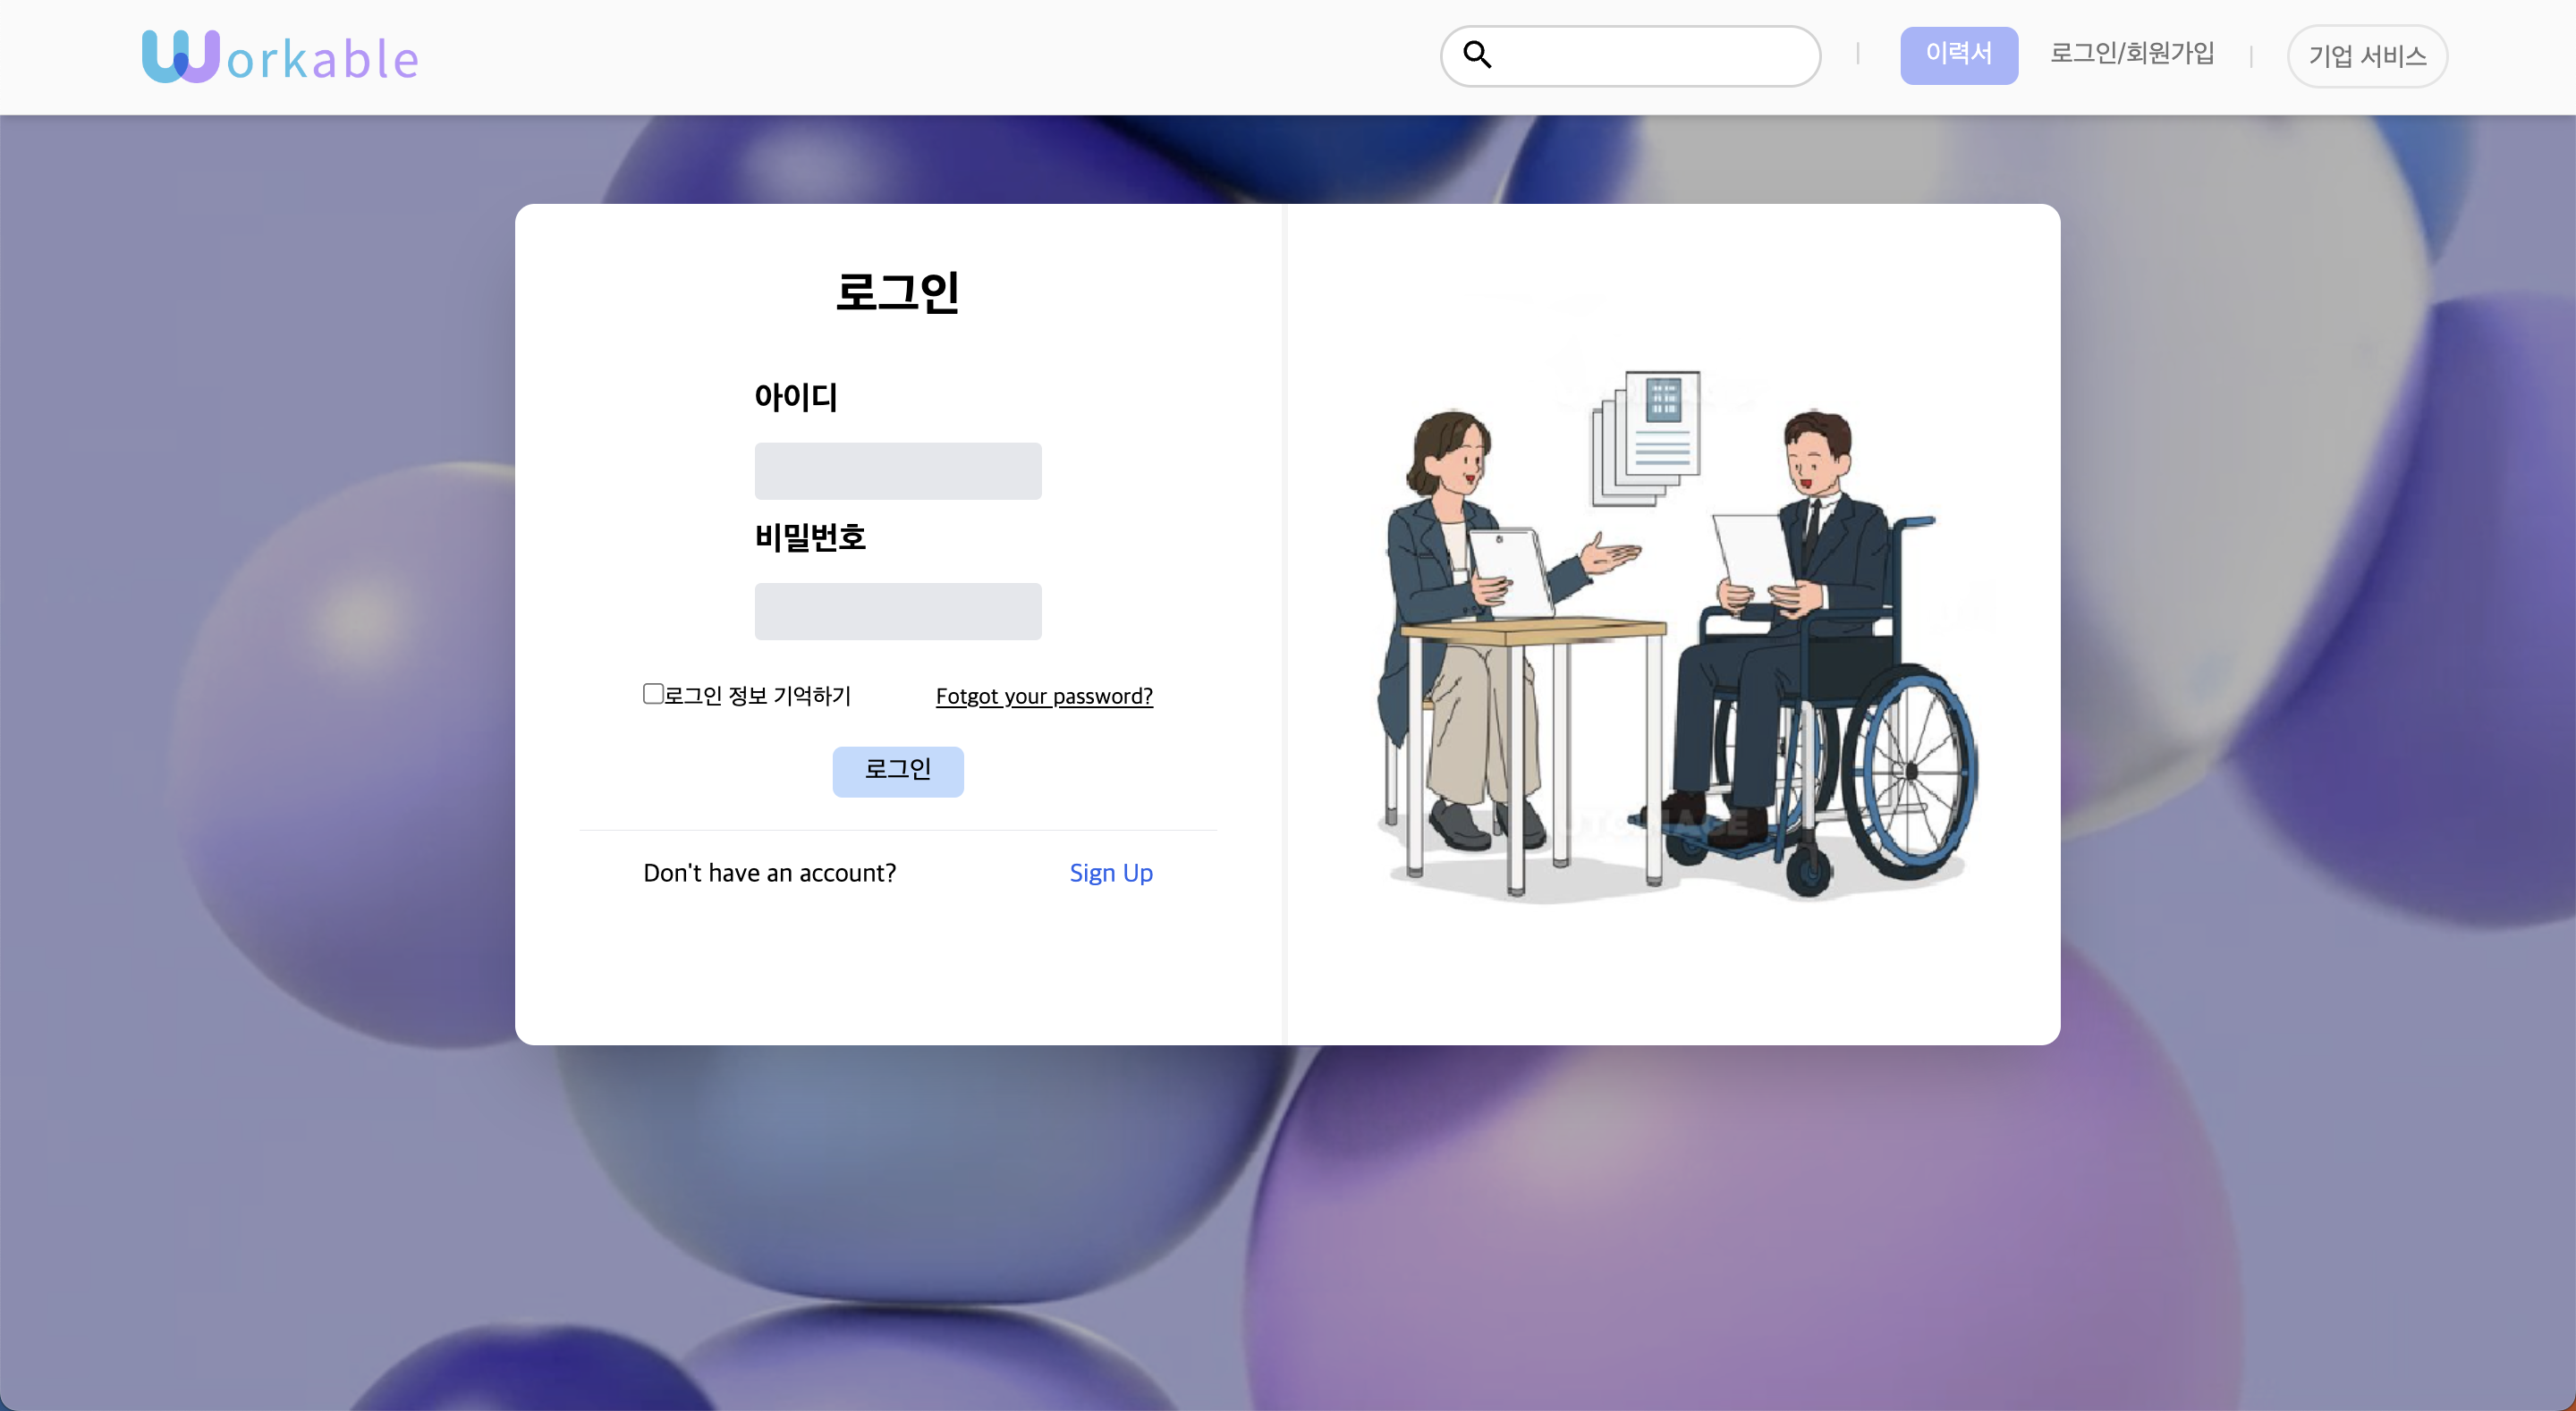 Workable
| 이력서 로그인/회원가입 | 기업 서비스
로그인
아이디
비밀번호
로그인 정보 기억하기 Fotgot your password?
로그인
Don't have an account? Sign Up